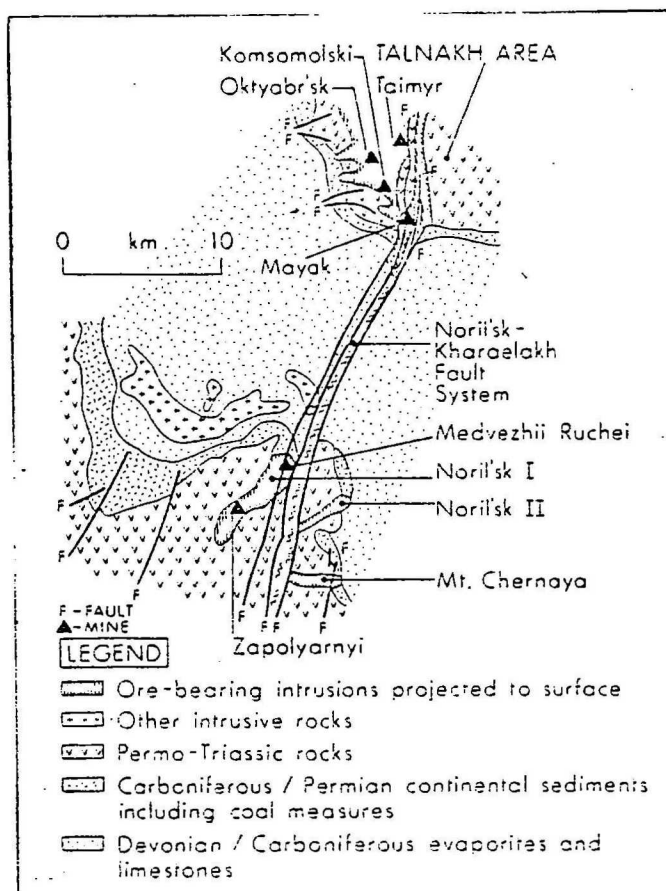 Komsomolski TALNAKH AREA
Oktyabr'sk Taimyr
F
F
F
F
F
F
F
0 km 10
Mayak
F
Noril'sk-
Kharaelakh
Fault
System
Medvezhii Ruchei
Noril'sk I
Noril'sk II
F
F
F
F
Mt. Chernaya
F - FAULT
▲-MINE
F
F F
F
Zapolyarnyi
LEGEND
Ore-bearing intrusions projected to surface
Other intrusive rocks
Permo-Triassic rocks
Carboniferous / Permian continental sediments
including coal measures
Devonian / Carboniferous evaporites and
limestones